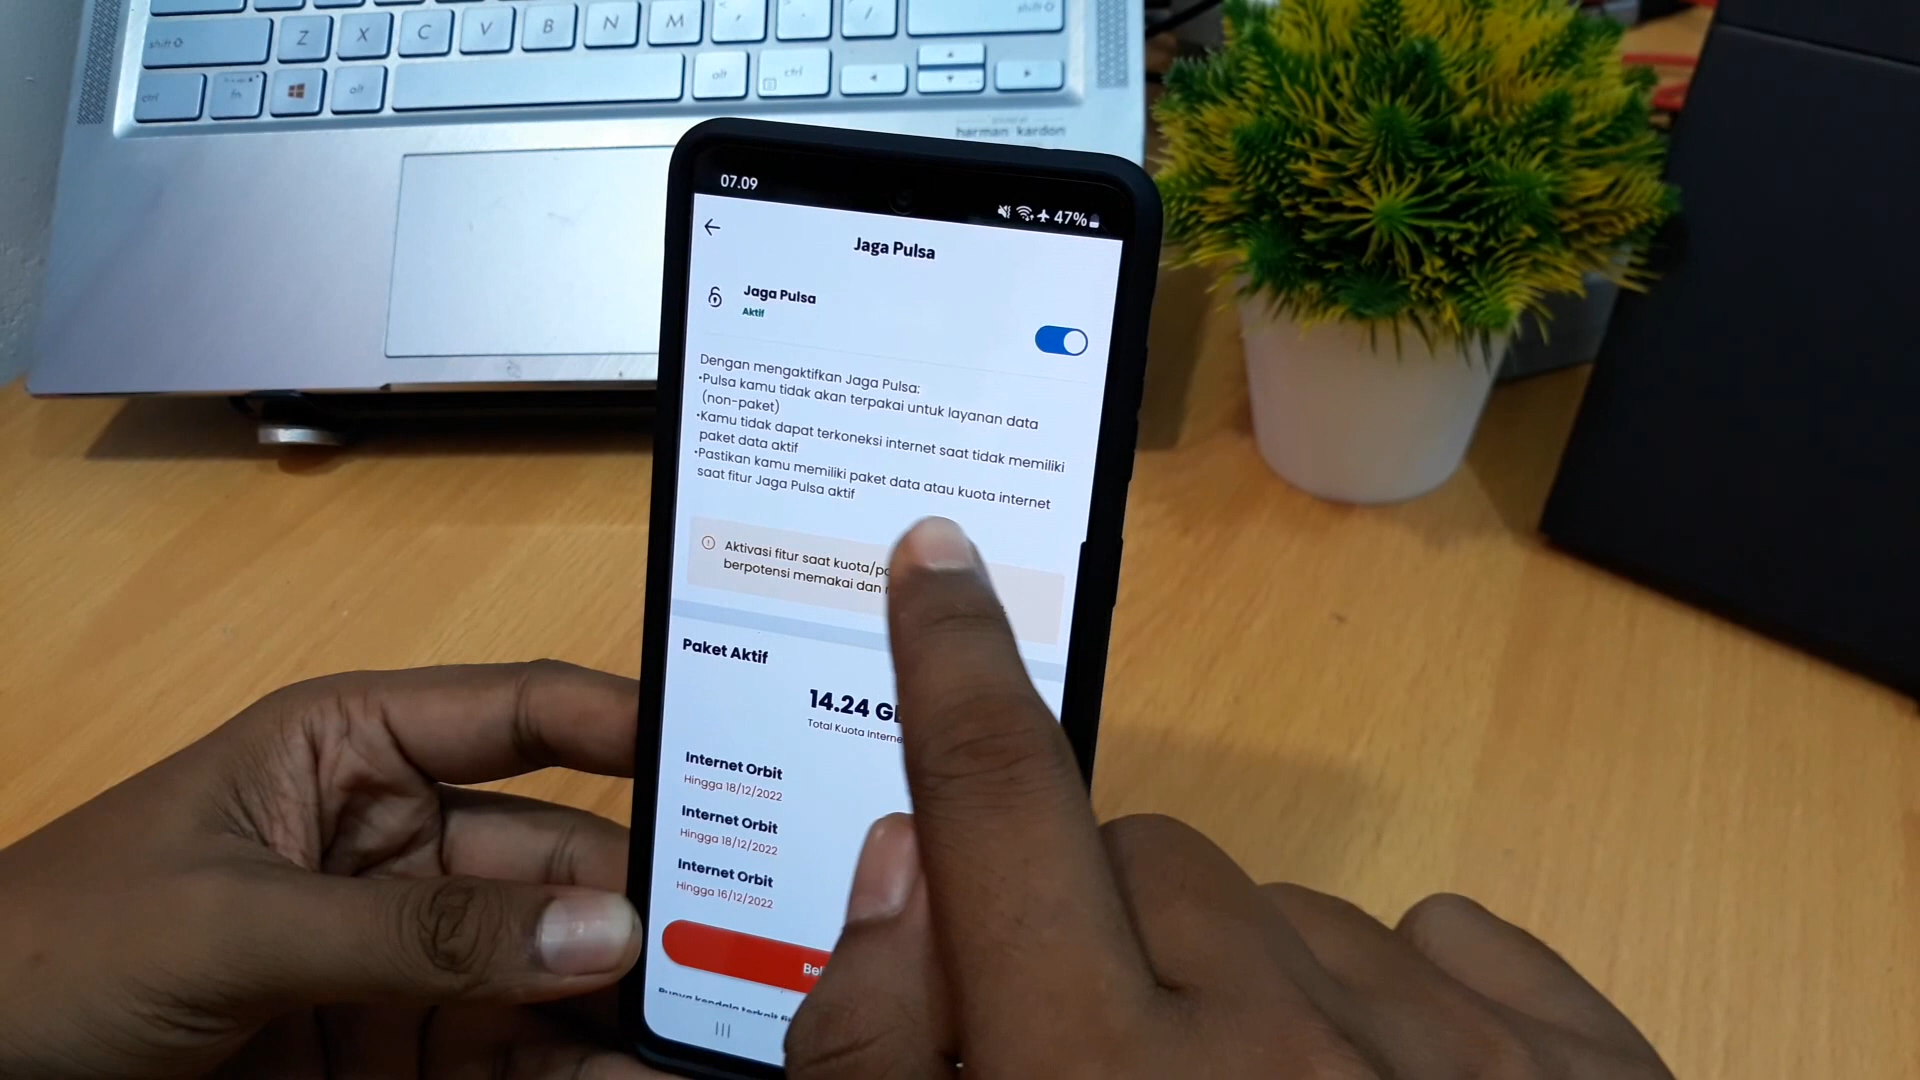 shift
Z X C V B N M
shift
ctrl fn alt alt ctrl
harman kardon
07.09
47%
Jaga Pulsa
Jaga Pulsa
Aktif
Dengan mengaktifkan Jaga Pulsa:
•Pulsa kamu tidak akan terpakai untuk layanan data
(non-paket)
•Kamu tidak dapat terkoneksi internet saat tidak memiliki
paket data aktif
•Pastikan kamu memiliki paket data atau kuota internet
saat fitur Jaga Pulsa aktif
Aktivasi fitur saat kuota/
berpotensi memakai dan
Paket Aktif
14.24
Total Kuota
Internet Orbit
Hingga 18/12/2022
Internet Orbit
Hingga 18/12/2022
Internet Orbit
Hingga 16/12/2022